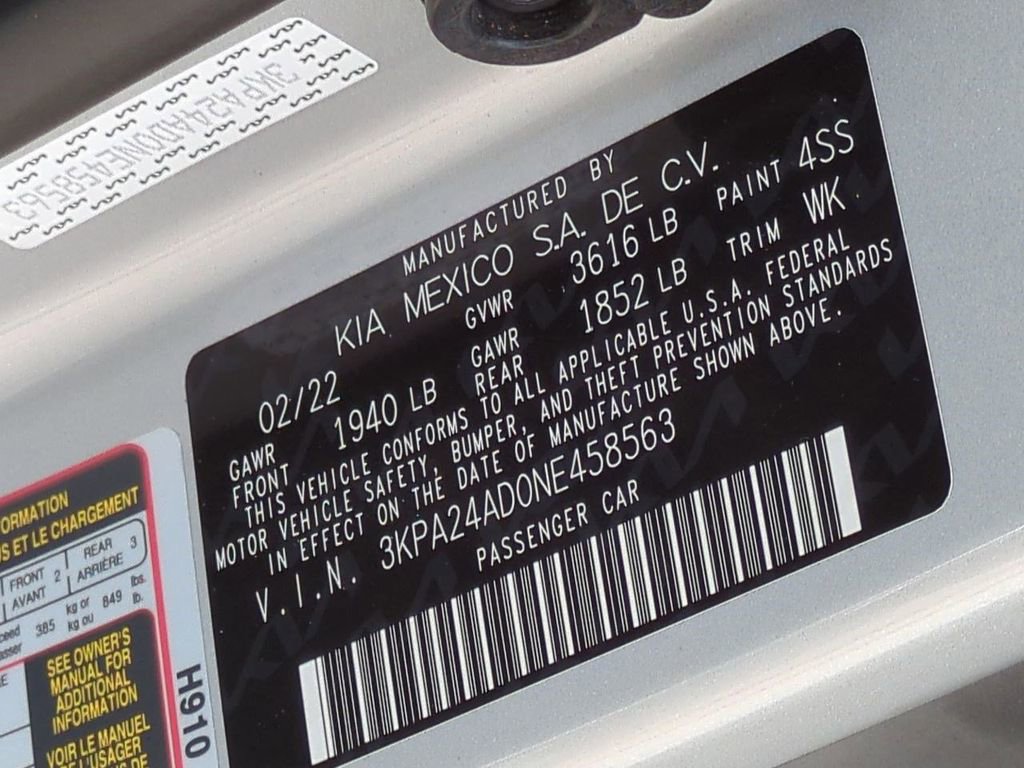 3KPA24AD0NE458563
MANUFACTURED BY
KIA MEXICO S.A. DE C.V.
02/22 GVWR 3616 LB PAINT 4SS
GAWR FRONT 1940 LB GAWR REAR 1852 LB TRIM WK
THIS VEHICLE CONFORMS TO ALL APPLICABLE U.S.A. FEDERAL
MOTOR VEHICLE SAFETY, BUMPER, AND THEFT PREVENTION STANDARDS
IN EFFECT ON THE DATE OF MANUFACTURE SHOWN ABOVE.
V.I.N. 3KPA24AD0NE458563
PASSENGER CAR
H910
ORMATION
S ET LE CHARGEMENT
FRONT AVANT 2 REAR ARRIÈRE 3
385 kg or kg ou 849 lbs. lb.
SEE OWNER'S
MANUAL FOR
ADDITIONAL
INFORMATION
VOIR LE MANUEL
DE L'USAGER